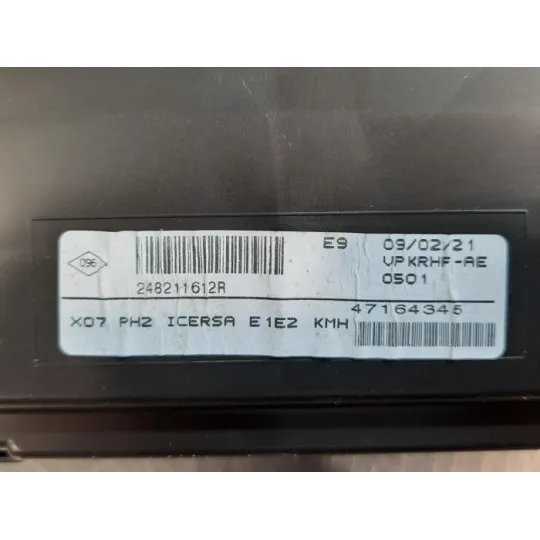 E9 09/02/21
096 VPKRHF-AE
248211612R 0501
X07 PH2 ICERSA E1E2 KMH 47164345